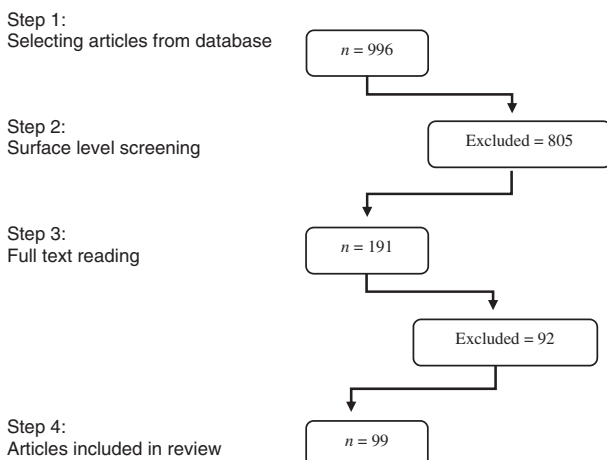 Step 1:
Selecting articles from database
n = 996
Step 2:
Surface level screening
Excluded = 805
Step 3:
Full text reading
n = 191
Excluded = 92
Step 4:
Articles included in review
n = 99